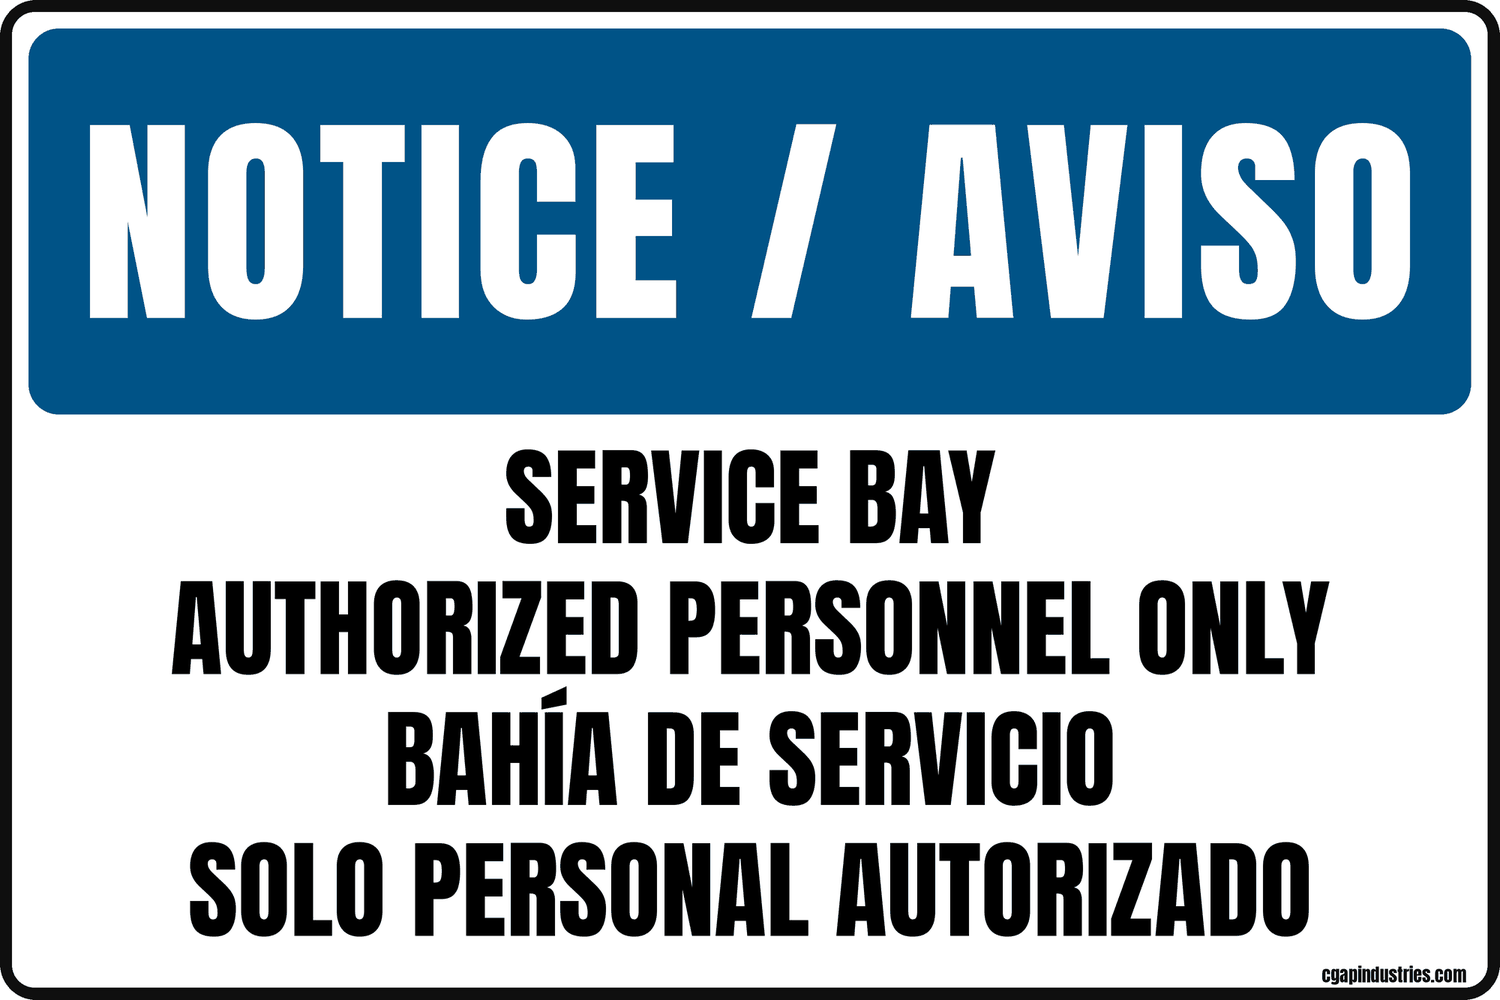 NOTICE / AVISO
SERVICE BAY
AUTHORIZED PERSONNEL ONLY
BAHÍA DE SERVICIO
SOLO PERSONAL AUTORIZADO
cgapindustries.com